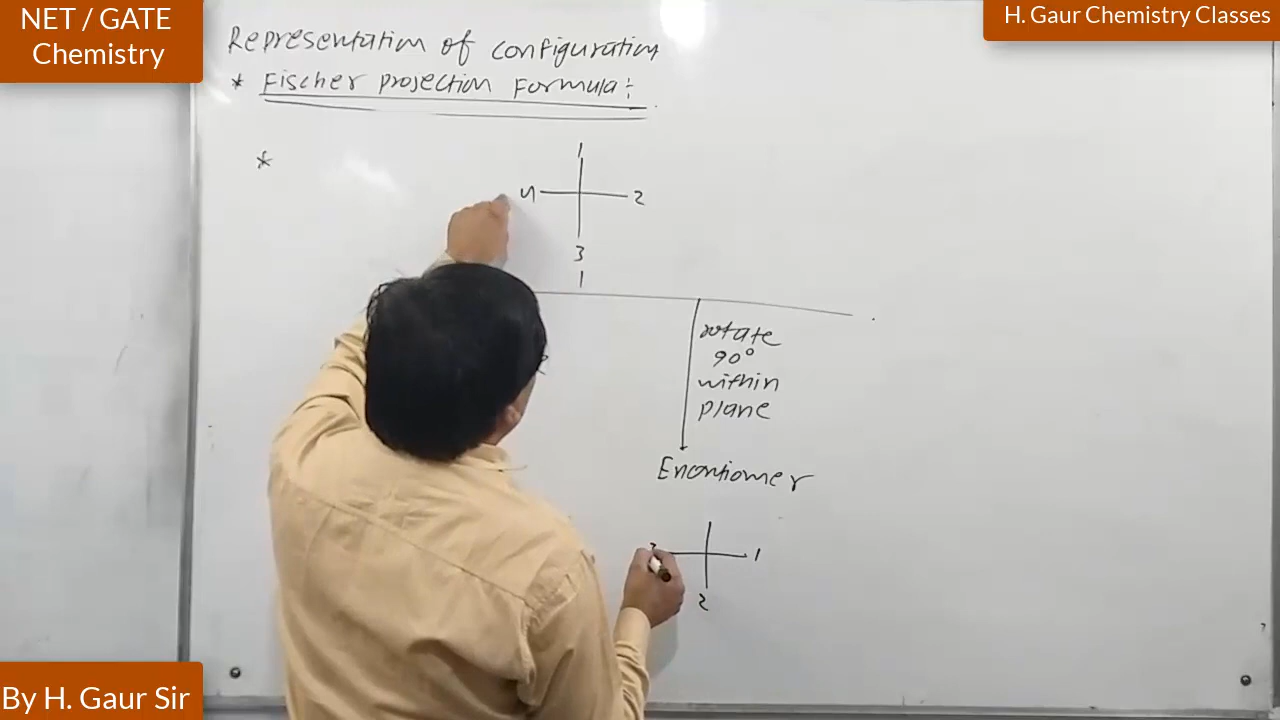 NET / GATE
Chemistry
H. Gaur Chemistry Classes
Representation of configuration
* Fischer projection Formula:
*
1
4 2
3
1
rotate
90°
within
plane
Enontiomer
1
2
By H. Gaur Sir